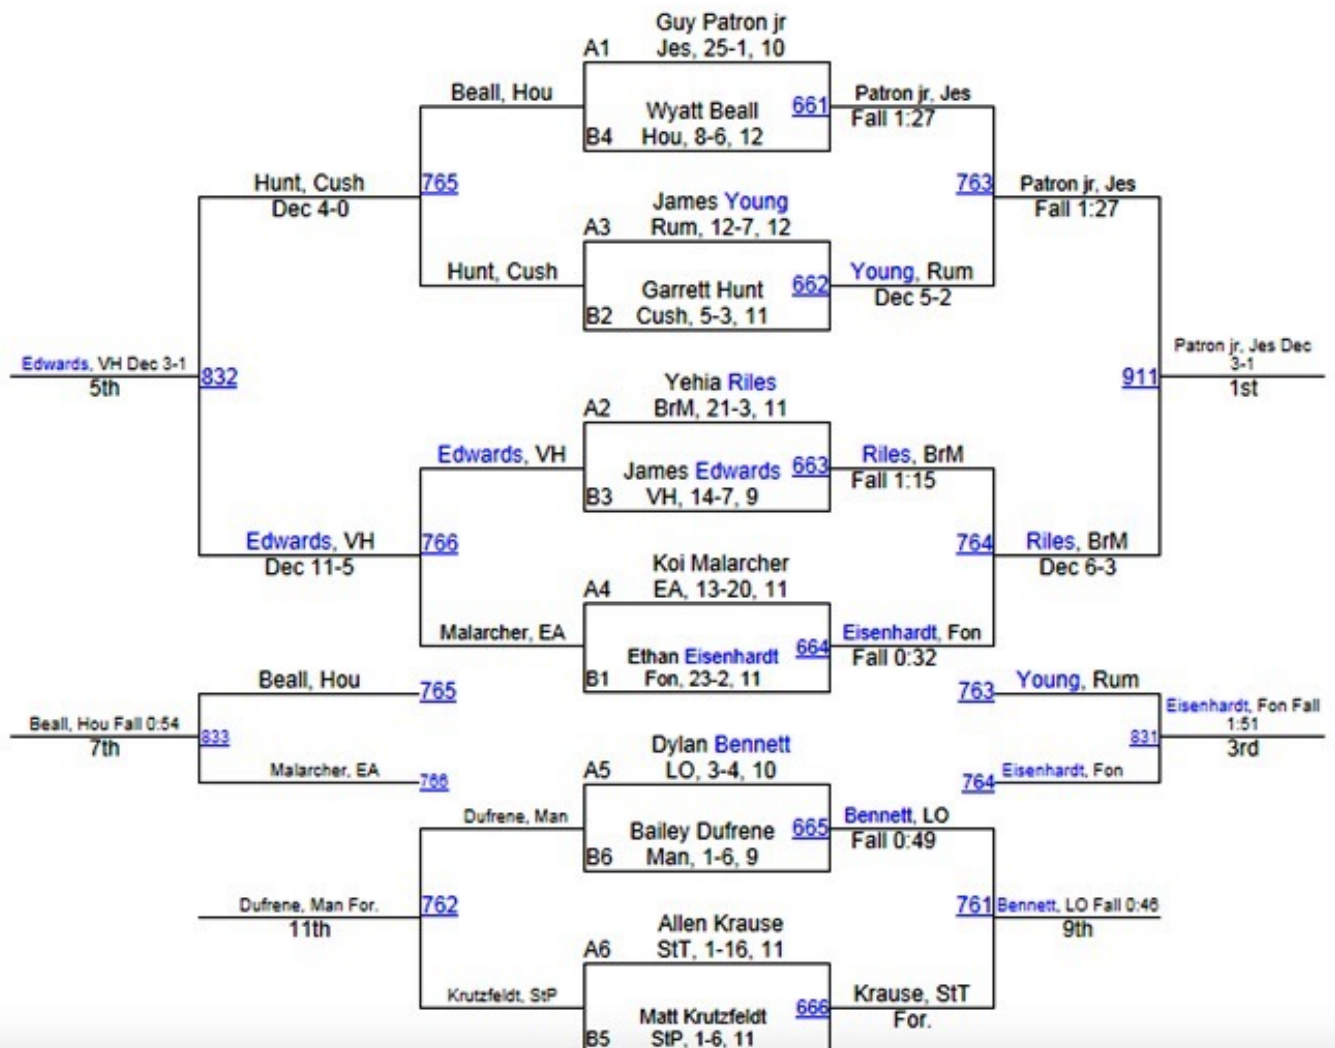 Guy Patron jr
A1 Jes, 25-1, 10
Beall, Hou
Wyatt Beall
661
Patron jr, Jes
Fall 1:27
B4 Hou, 8-6, 12
Hunt, Cush
Dec 4-0
765
763
Patron jr, Jes
Fall 1:27
James Young
A3 Rum, 12-7, 12
Hunt, Cush
Garrett Hunt
662
Young, Rum
Dec 5-2
B2 Cush, 5-3, 11
Edwards, VH Dec 3-1
5th
832
911
Patron jr, Jes Dec
3-1
1st
Yehia Riles
A2 BrM, 21-3, 11
Edwards, VH
James Edwards
663
Riles, BrM
Fall 1:15
B3 VH, 14-7, 9
Edwards, VH
Dec 11-5
766
764
Riles, BrM
Dec 6-3
Koi Malarcher
A4 EA, 13-20, 11
Malarcher, EA
Ethan Eisenhardt
664
Eisenhardt, Fon
Fall 0:32
B1 Fon, 23-2, 11
Beall, Hou
765
763
Young, Rum
Beall, Hou Fall 0:54
7th
833
831
Eisenhardt, Fon Fall
1:51
3rd
Malarcher, EA
766
764
Eisenhardt, Fon
Dylan Bennett
A5 LO, 3-4, 10
Dufrene, Man
Bailey Dufrene
665
Bennett, LO
Fall 0:49
B6 Man, 1-6, 9
Dufrene, Man For.
11th
762
761
Bennett, LO Fall 0:46
9th
Allen Krause
A6 StT, 1-16, 11
Krutzfeldt, StP
Matt Krutzfeldt
666
Krause, StT
For.
B5 StP, 1-6, 11